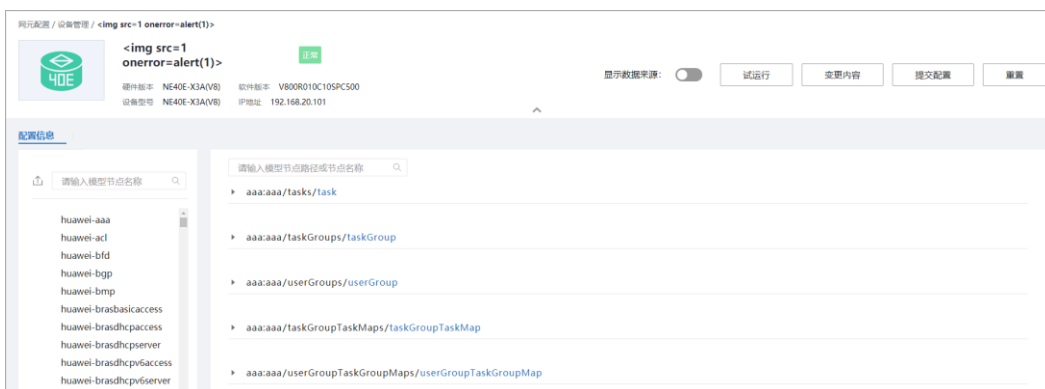 网元配置 / 设备管理 / <img src=1 onerror=alert(1)>
<img src=1
onerror=alert(1)>
正常
40E
硬件版本 NE40E-X3A(V8) 软件版本 V800R010C10SPC500
设备型号 NE40E-X3A(V8) IP地址 192.168.20.101
显示数据来源:
试运行
变更内容
提交配置
重置
配置信息
请输入模型节点名称
huawei-aaa
huawei-acl
huawei-bfd
huawei-bgp
huawei-bmp
huawei-brasbasicaccess
huawei-brasdhcpaccess
huawei-brasdhcpserver
huawei-brasdhcpv6access
huawei-brasdhcpv6server
请输入模型节点路径或节点名称
aaa:aaa/tasks/task
aaa:aaa/taskGroups/taskGroup
aaa:aaa/userGroups/userGroup
aaa:aaa/taskGroupTaskMaps/taskGroupTaskMap
aaa:aaa/userGroupTaskGroupMaps/userGroupTaskGroupMap